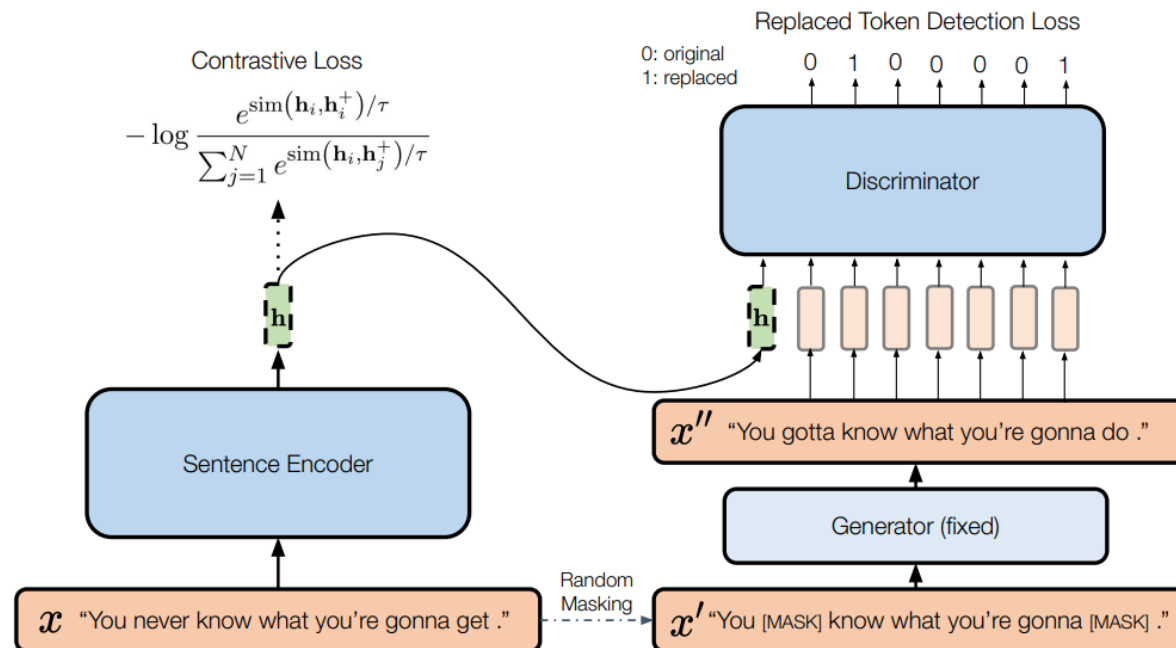 Replaced Token Detection Loss
0: original
1: replaced
0 1 0 0 0 0 1
Contrastive Loss
− log e^{sim(h_i,h_i^+)/τ} / ∑_{j=1}^{N} e^{sim(h_i,h_j^+)/τ}
Discriminator
h
h
x″ “You gotta know what you're gonna do .”
Sentence Encoder
Generator (fixed)
Random
Masking
x “You never know what you're gonna get .”
x′ “You [MASK] know what you're gonna [MASK] .”